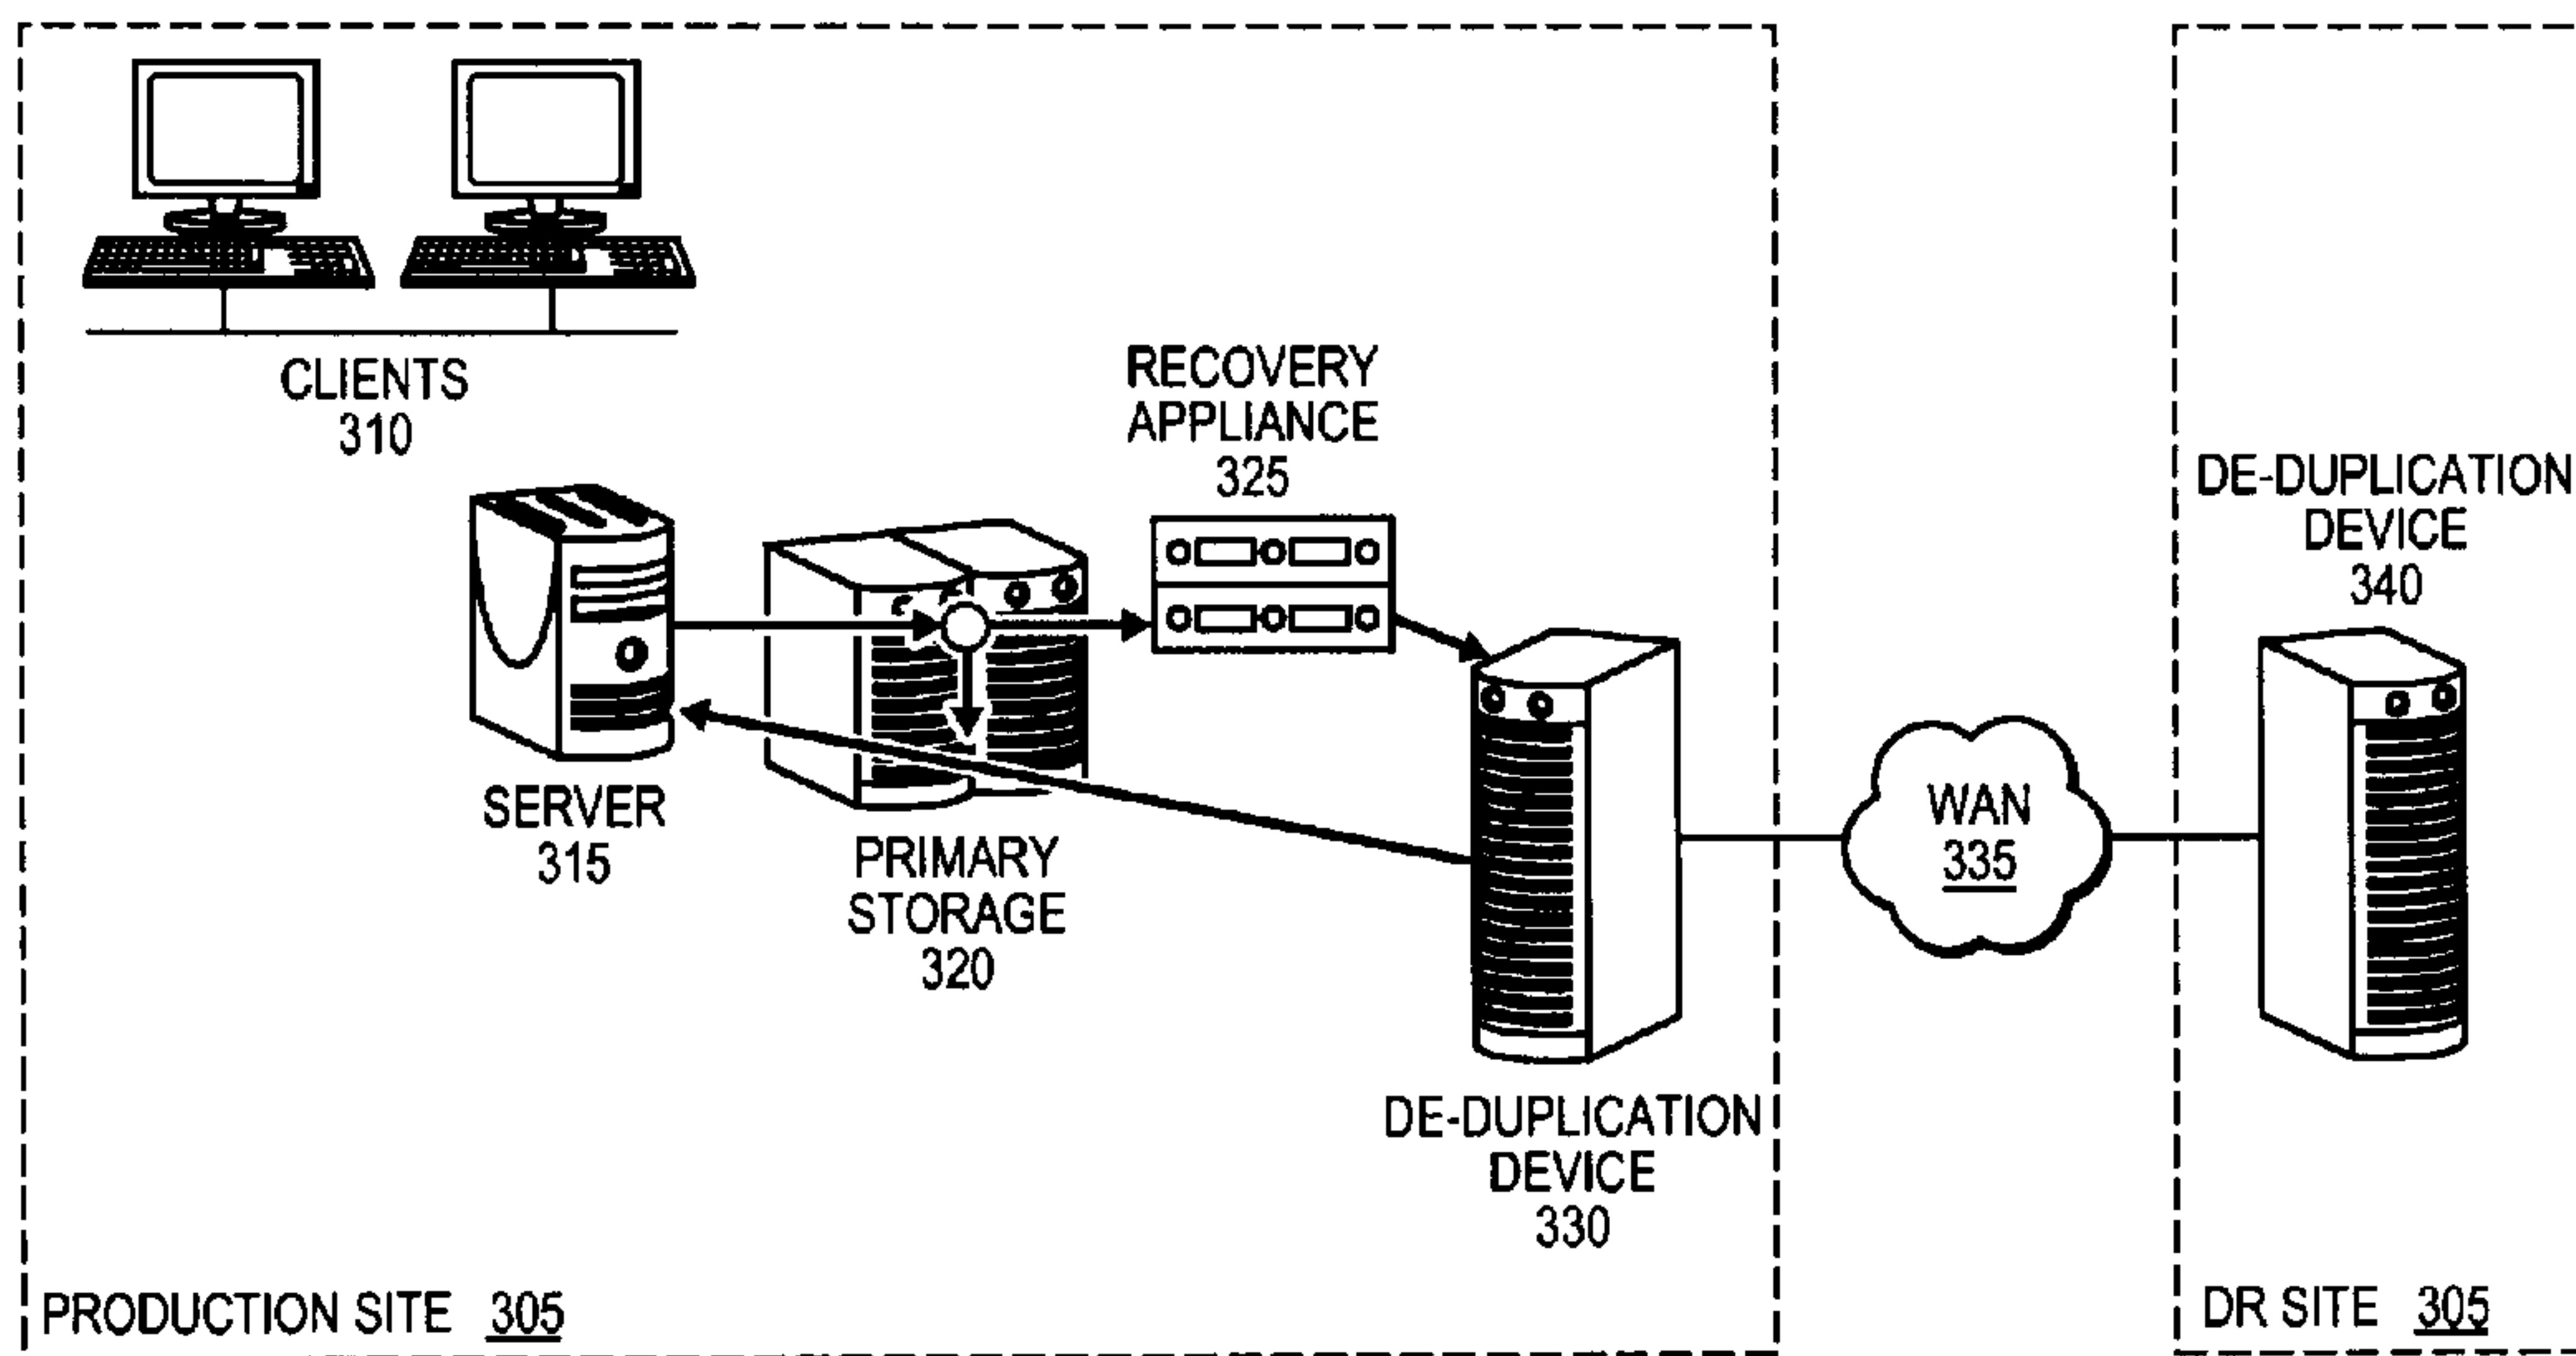 CLIENTS
310
RECOVERY
APPLIANCE
325
DE-DUPLICATION
DEVICE
340
SERVER
315
PRIMARY
STORAGE
320
WAN
335
DE-DUPLICATION
DEVICE
330
PRODUCTION SITE 305
DR SITE 305